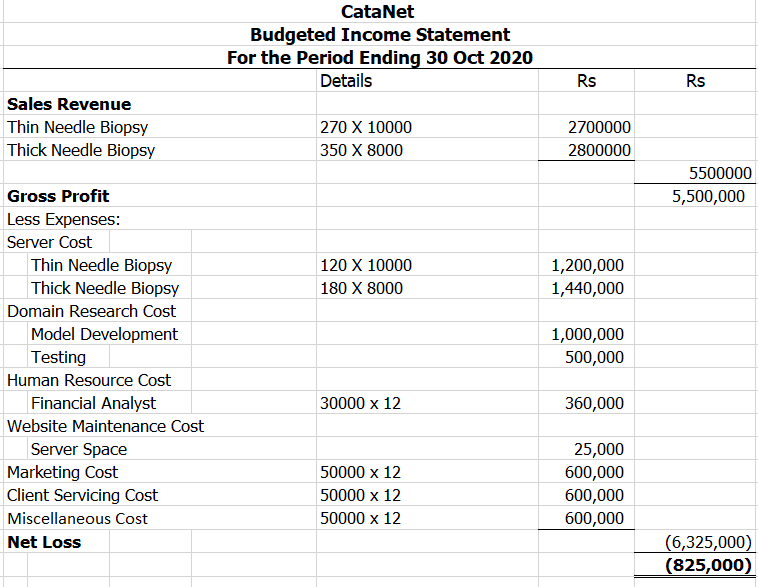 CataNet
Budgeted Income Statement
For the Period Ending 30 Oct 2020
Details Rs Rs
Sales Revenue
Thin Needle Biopsy 270 X 10000 2700000
Thick Needle Biopsy 350 X 8000 2800000
5500000
Gross Profit 5,500,000
Less Expenses:
Server Cost
Thin Needle Biopsy 120 X 10000 1,200,000
Thick Needle Biopsy 180 X 8000 1,440,000
Domain Research Cost
Model Development 1,000,000
Testing 500,000
Human Resource Cost
Financial Analyst 30000 x 12 360,000
Website Maintenance Cost
Server Space 25,000
Marketing Cost 50000 x 12 600,000
Client Servicing Cost 50000 x 12 600,000
Miscellaneous Cost 50000 x 12 600,000
Net Loss (6,325,000)
(825,000)